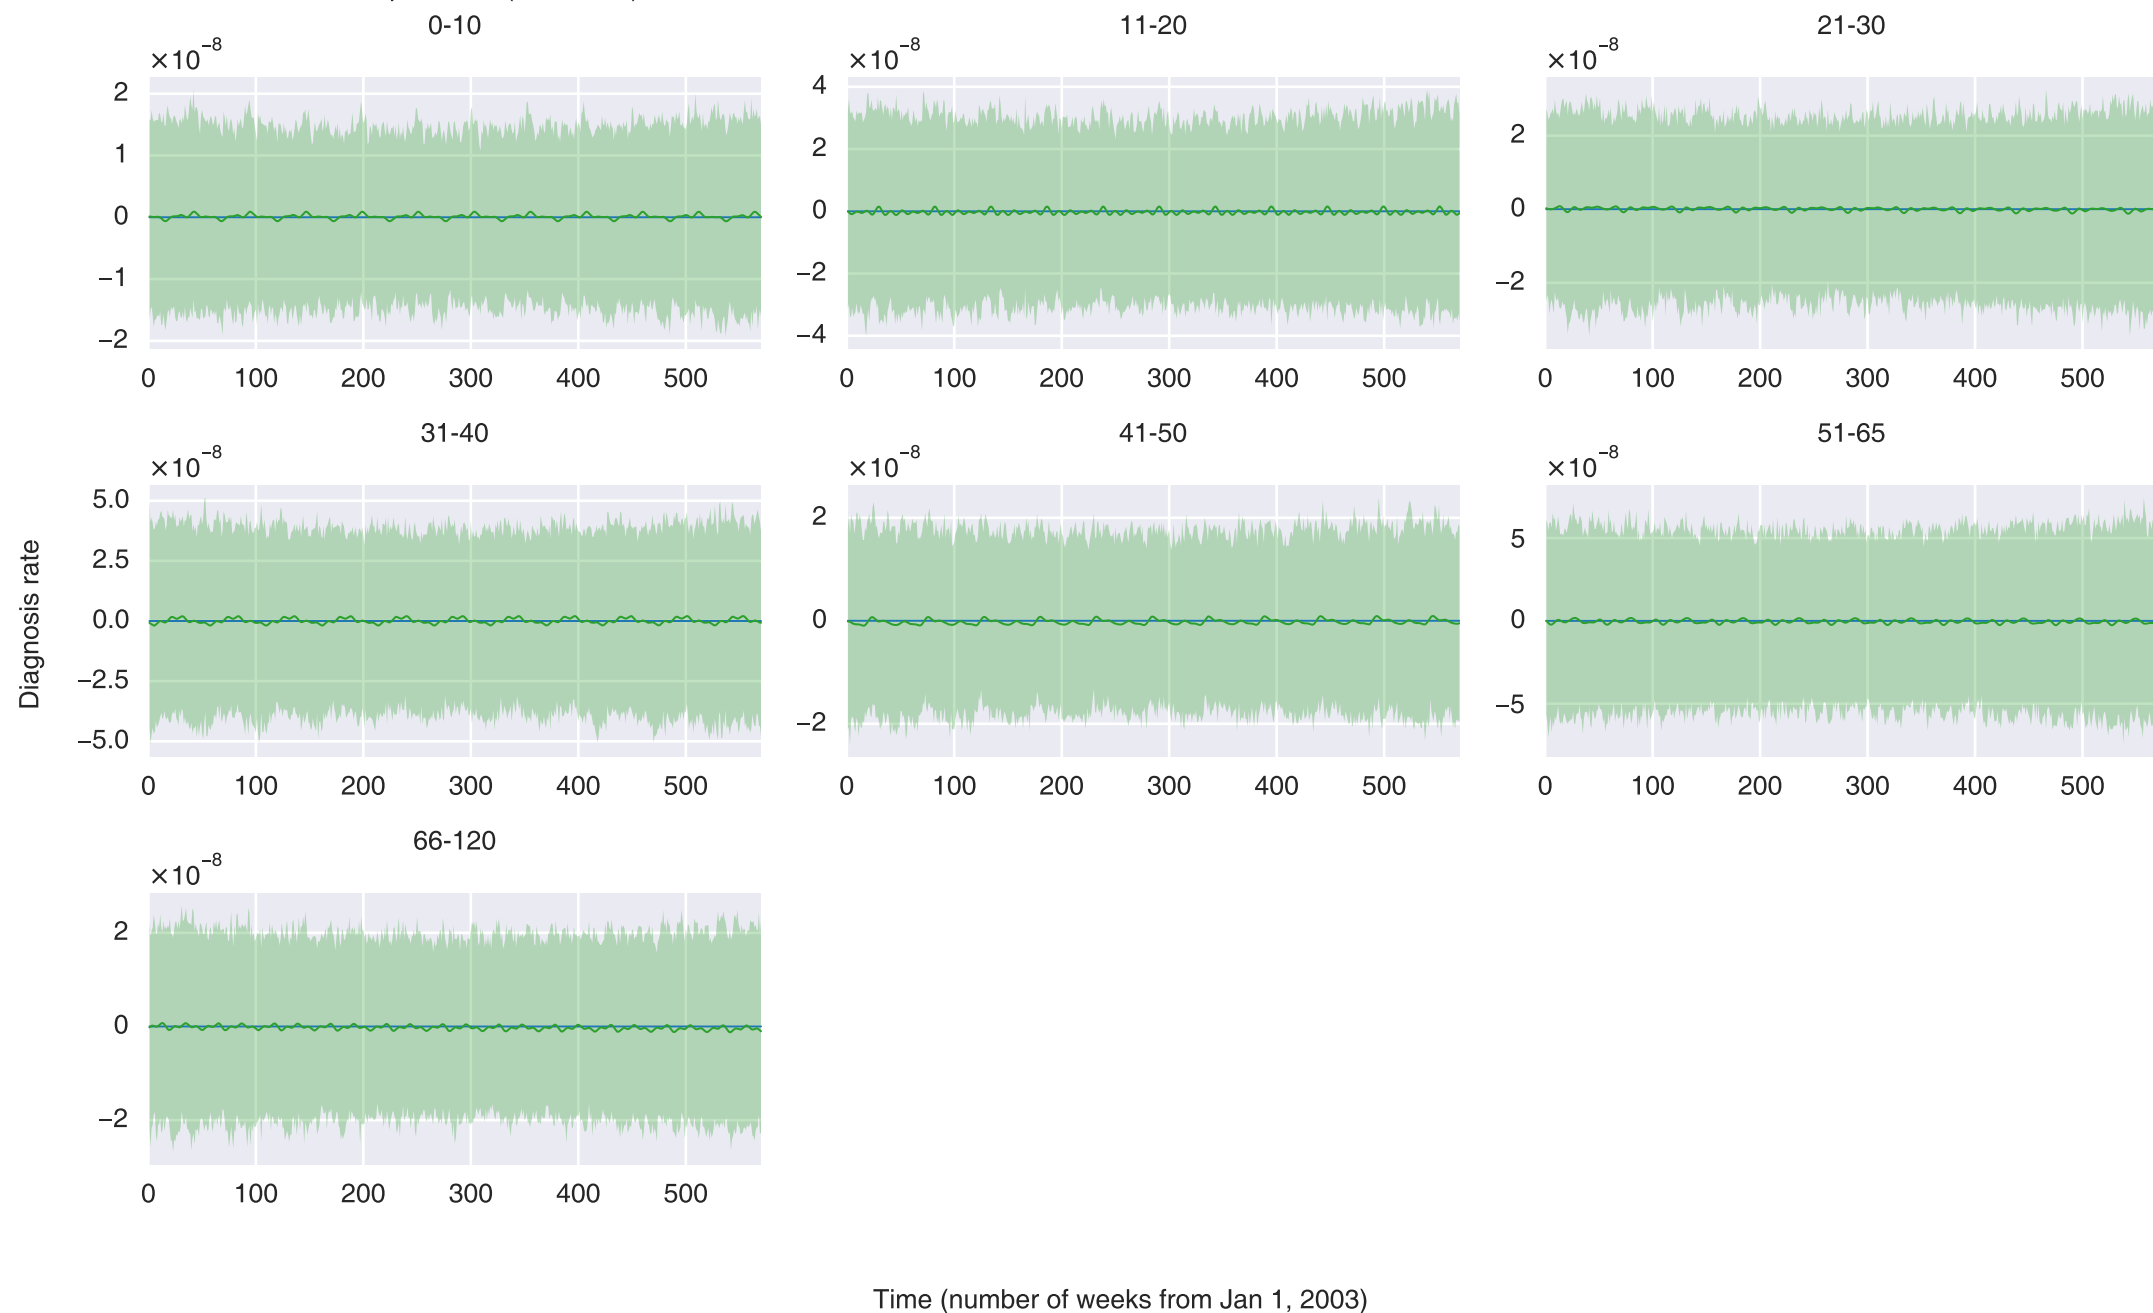 0-10 11-20 21-30
×10⁻⁸ ×10⁻⁸ ×10⁻⁸
2 1 0 −1 −2
4 2 0 −2 −4
2 0 −2
0 100 200 300 400 500 0 100 200 300 400 500 0 100 200 300 400 500
31-40 41-50 51-65
×10⁻⁸ ×10⁻⁸ ×10⁻⁸
5.0 2.5 0.0 −2.5 −5.0
2 0 −2
5 0 −5
0 100 200 300 400 500 0 100 200 300 400 500 0 100 200 300 400 500
Diagnosis rate
66-120
×10⁻⁸
2 0 −2
0 100 200 300 400 500
Time (number of weeks from Jan 1, 2003)